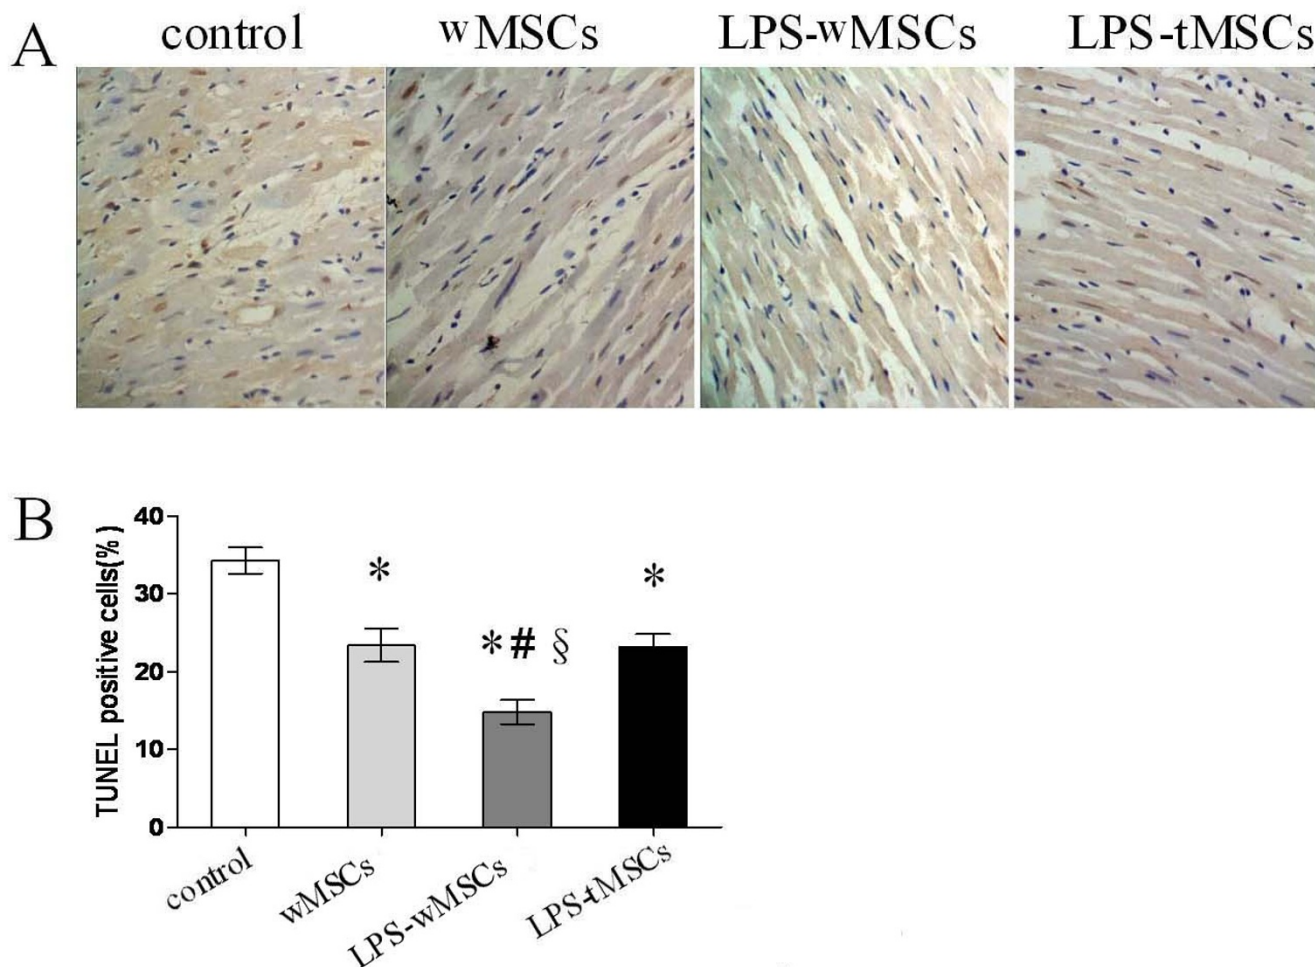 A
control
wMSCs
LPS-wMSCs
LPS-tMSCs
B
TUNEL positive cells(%)
40
30
20
10
0
*
*# §
*
control
wMSCs
LPS-wMSCs
LPS-tMSCs